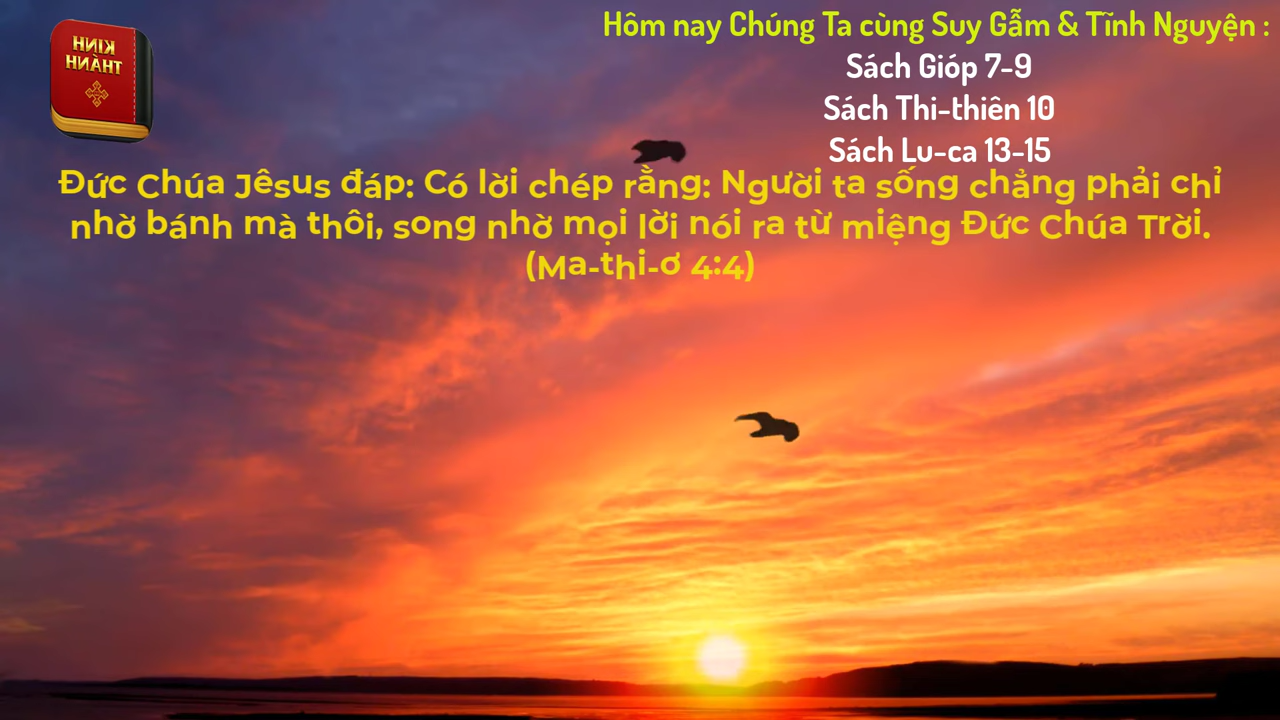 KINH
THÁNH
Hôm nay Chúng Ta cùng Suy Gẫm & Tĩnh Nguyện :
Sách Gióp 7-9
Sách Thi-thiên 10
Sách Lu-ca 13-15
Đức Chúa Jêsus đáp: Có lời chép rằng: Người ta sống chẳng phải chỉ
nhờ bánh mà thôi, song nhờ mọi lời nói ra từ miệng Đức Chúa Trời.
(Ma-thi-ơ 4:4)